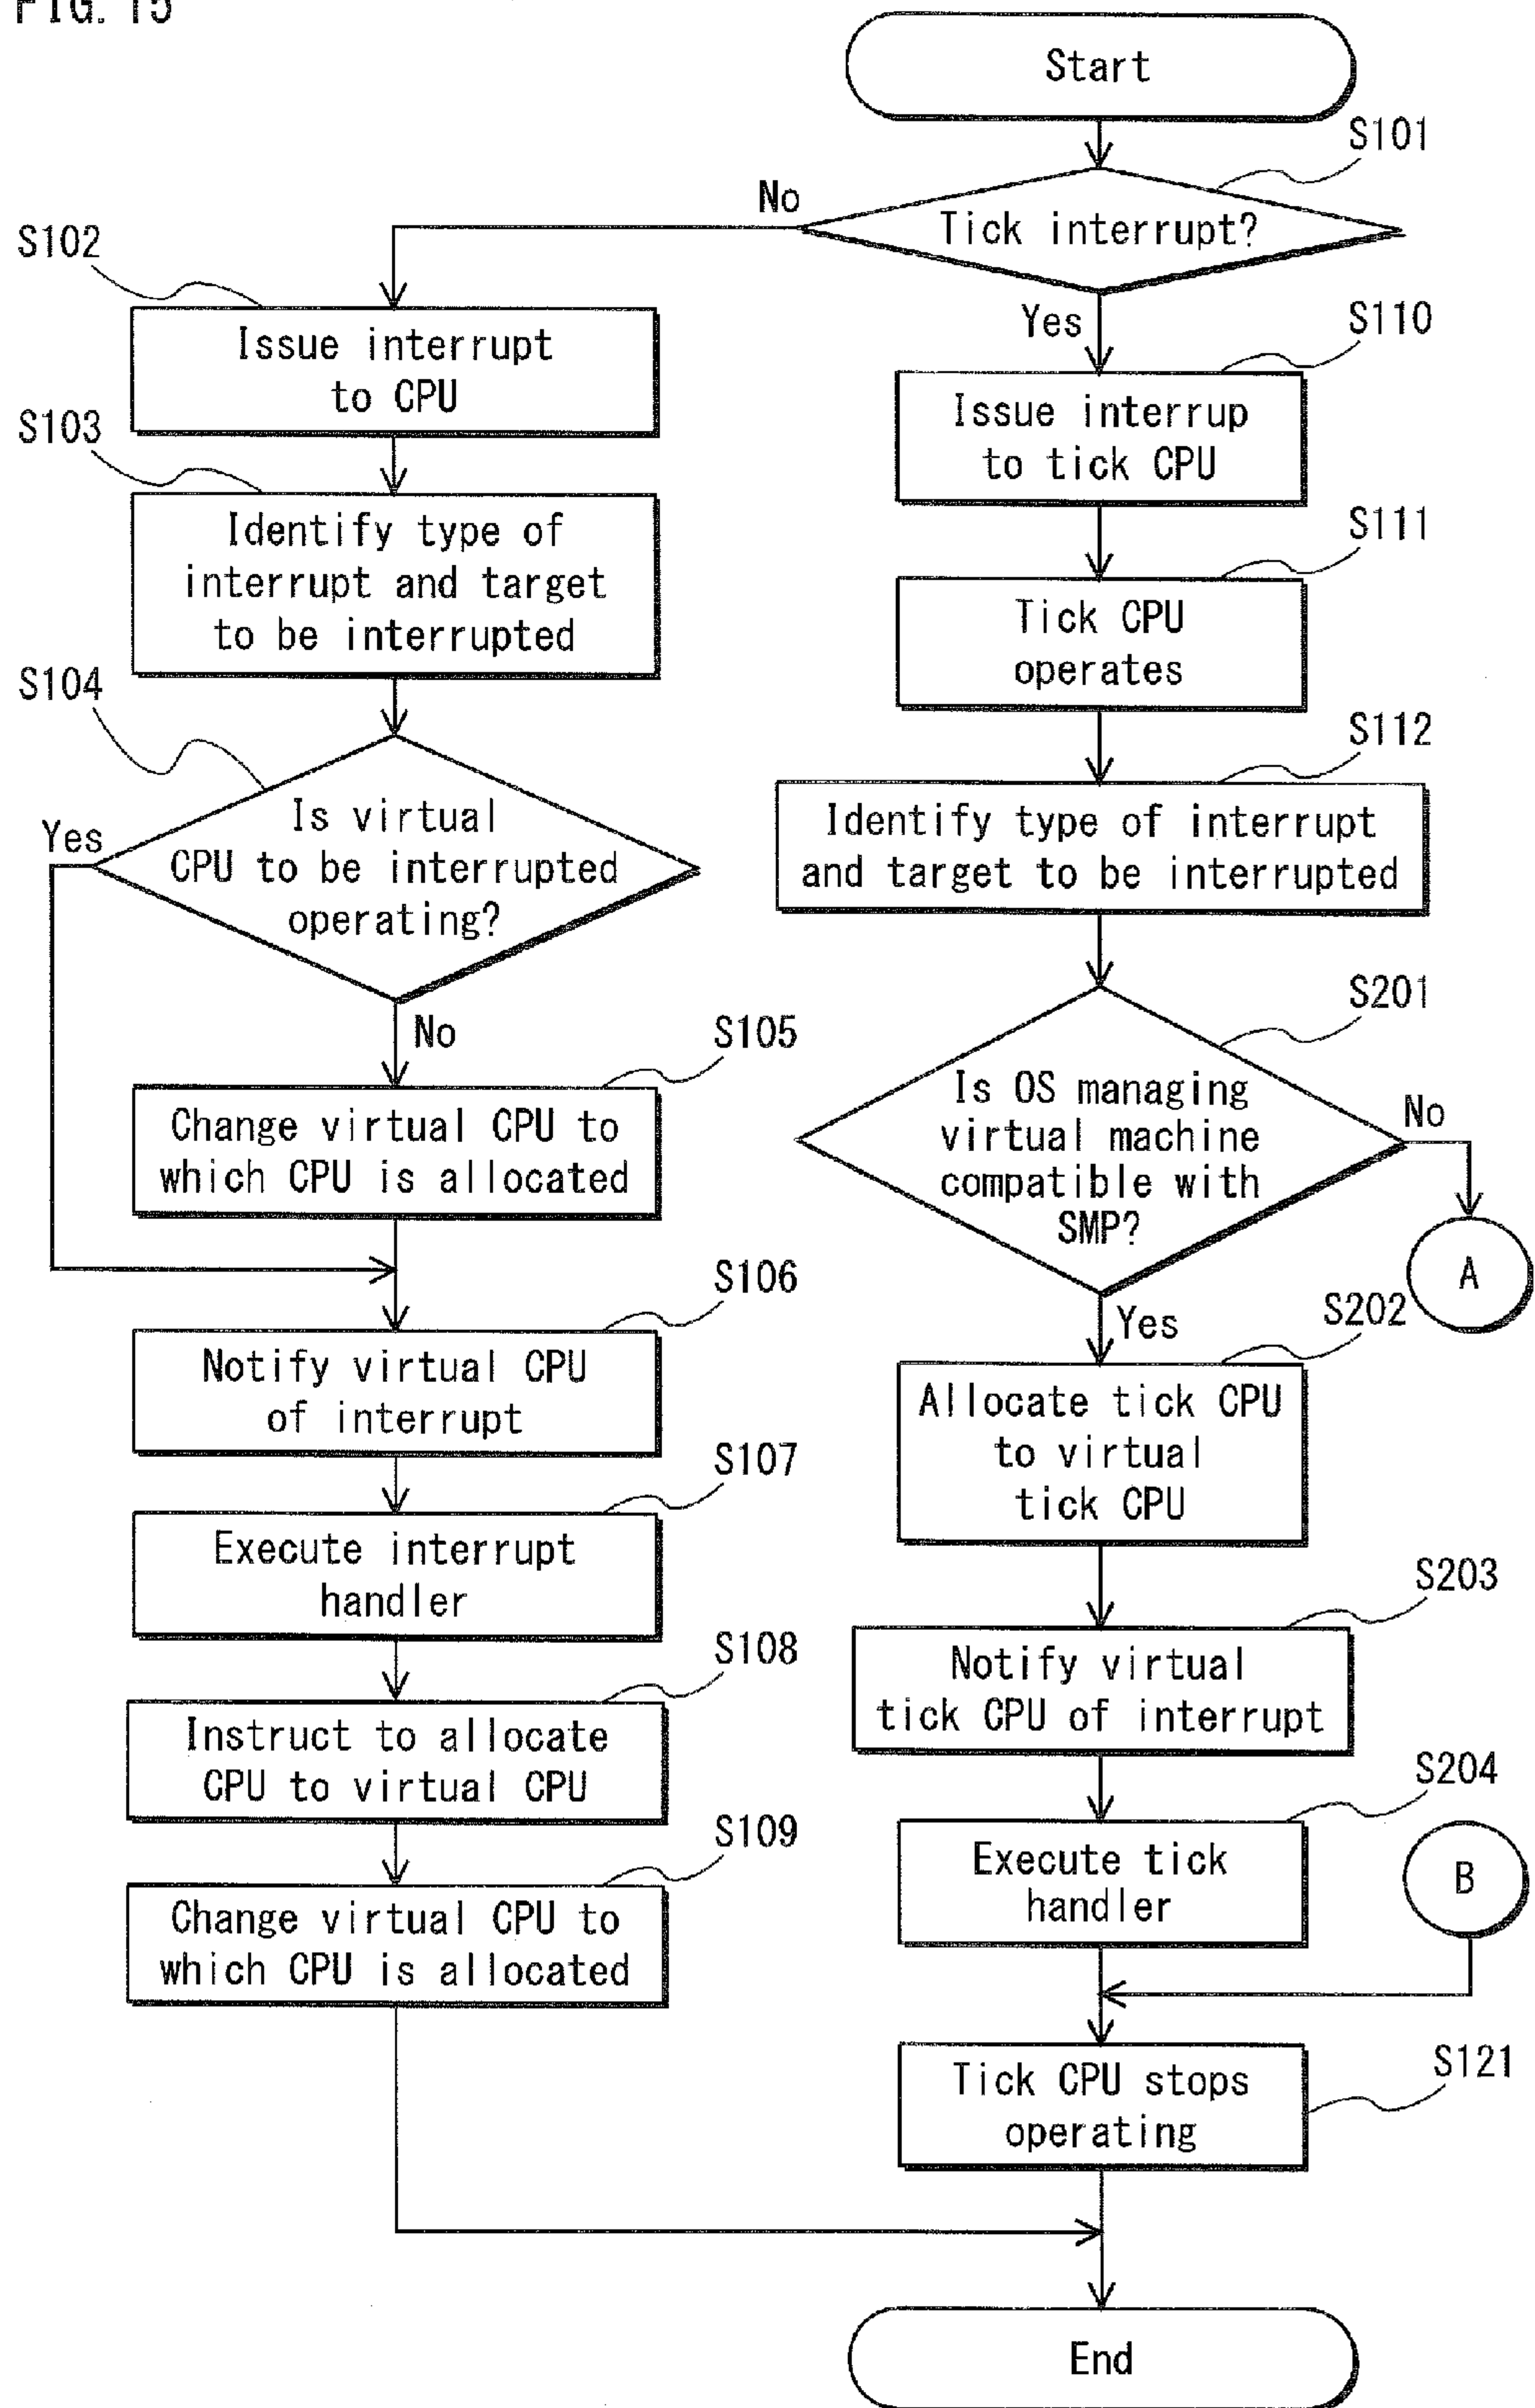 FIG. 15
Start
S101
No
Tick interrupt?
S102
Issue interrupt
to CPU
Yes
S110
Issue interrup
to tick CPU
S103
Identify type of
interrupt and target
to be interrupted
S111
Tick CPU
operates
S104
Is virtual
CPU to be interrupted
operating?
Yes
S112
Identify type of interrupt
and target to be interrupted
No
S105
Change virtual CPU to
which CPU is allocated
S201
Is OS managing
virtual machine
compatible with
SMP?
No
A
S106
Notify virtual CPU
of interrupt
Yes
S202
Allocate tick CPU
to virtual
tick CPU
S107
Execute interrupt
handler
S203
Notify virtual
tick CPU of interrupt
S108
Instruct to allocate
CPU to virtual CPU
S204
Execute tick
handler
B
S109
Change virtual CPU to
which CPU is allocated
S121
Tick CPU stops
operating
End